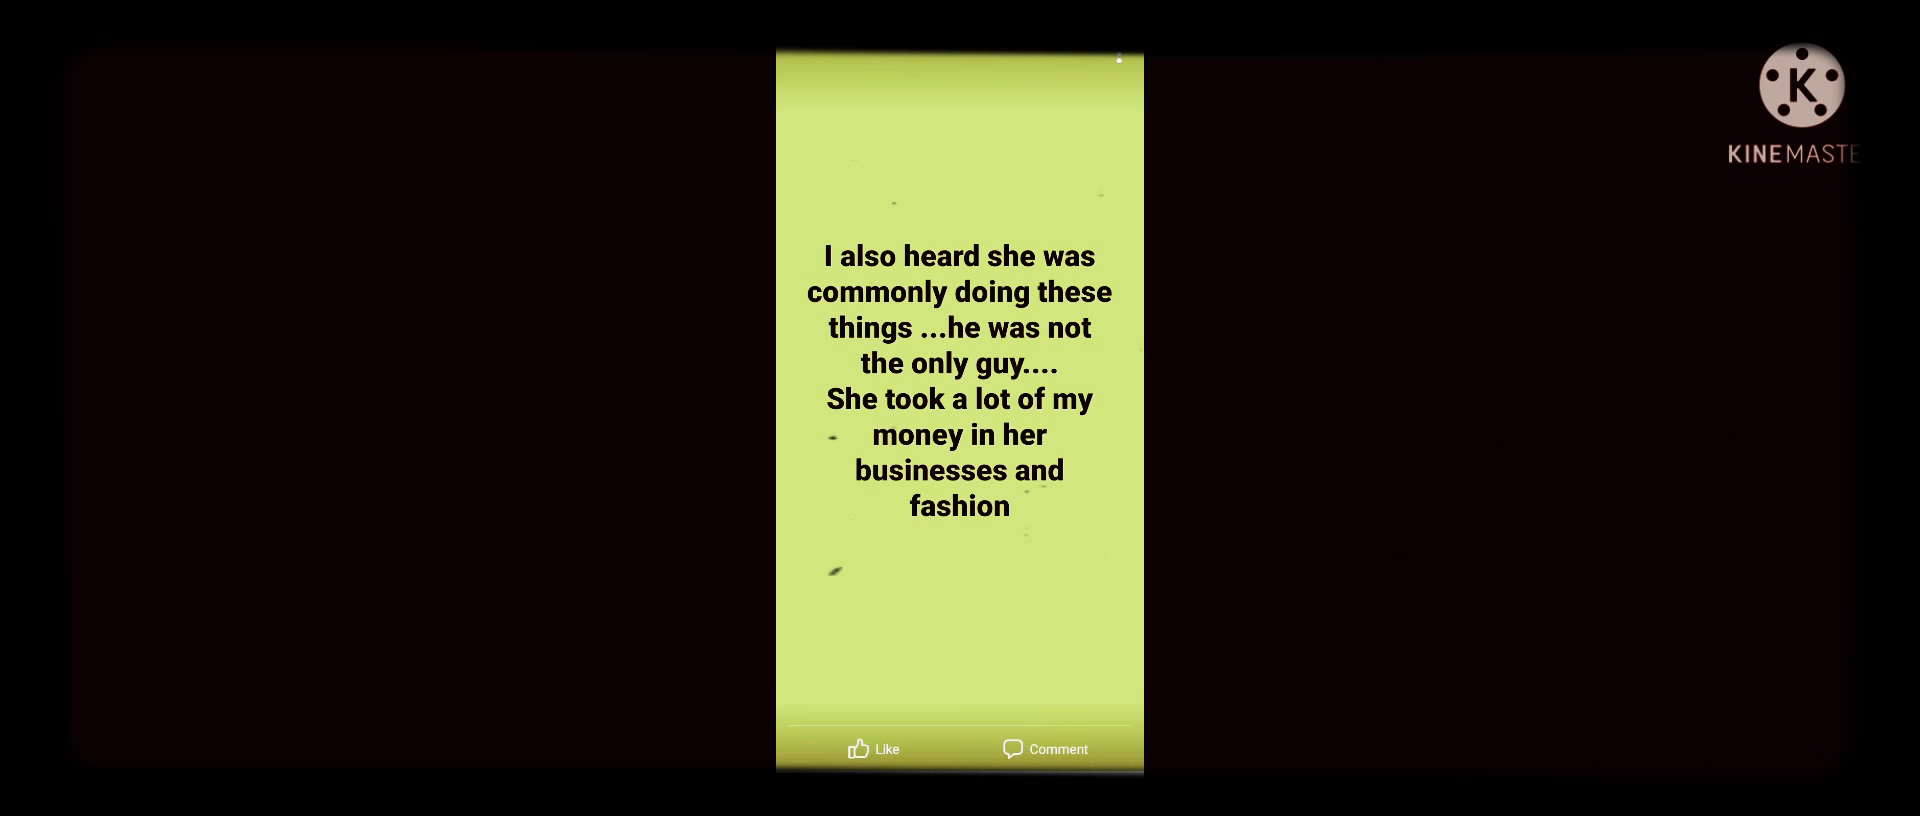 K
KINEMASTE
I also heard she was
commonly doing these
things ...he was not
the only guy....
She took a lot of my
money in her
businesses and
fashion
Like
Comment